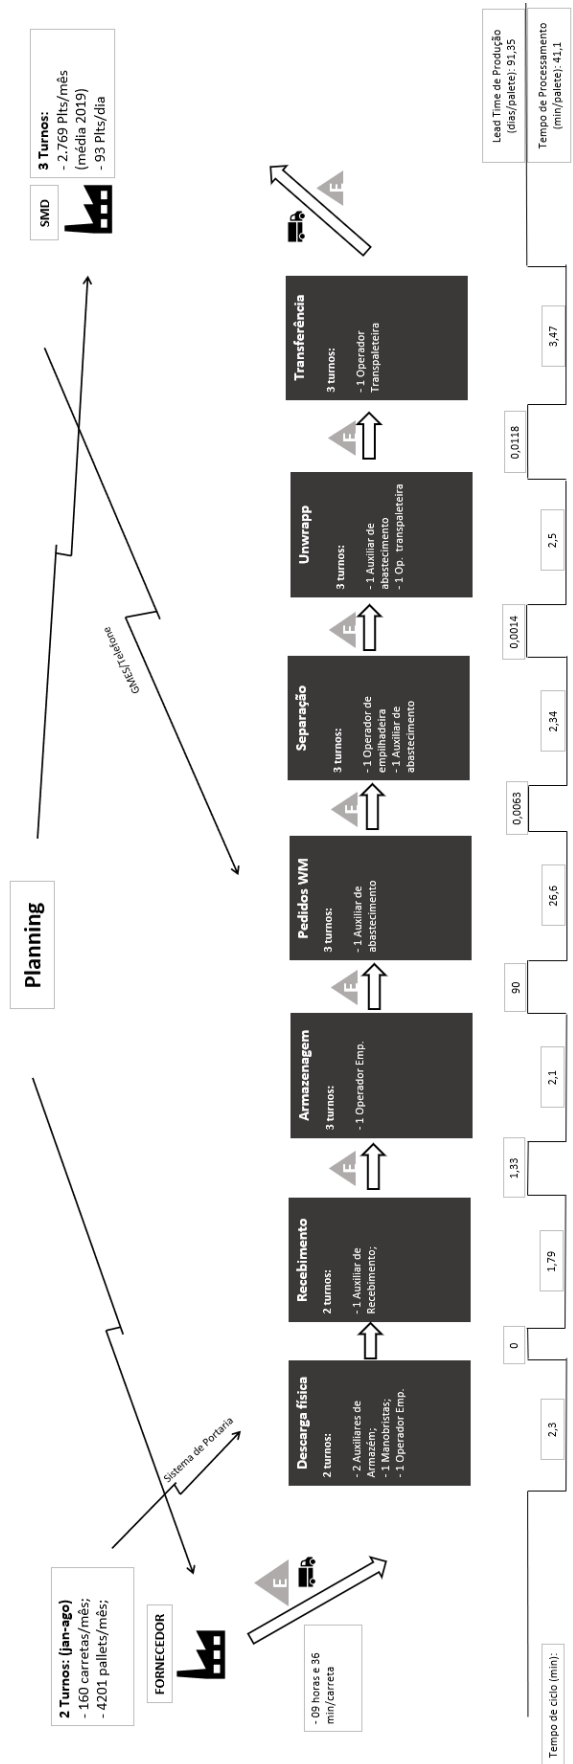 Planning
2 Turnos: (jan-ago)
- 160 carretas/mês;
- 4201 pallets/mês;
FORNECEDOR
E
- 09 horas e 36
min/carreta
Sistema de Portaria
GMES/Telefone
SMD
3 Turnos:
- 2.769 Plts/mês
(média 2019)
- 93 Plts/dia
Descarga física
2 turnos:
- 2 Auxiliares de
Armazém;
- 1 Manobristas;
- 1 Operador Emp.
Recebimento
2 turnos:
- 1 Auxiliar de
Recebimento;
E
Armazenagem
3 turnos:
- 1 Operador Emp.
E
Pedidos WM
3 turnos:
- 1 Auxiliar de
abastecimento
E
Separação
3 turnos:
- 1 Operador de
empilhadeira
- 1 Auxiliar de
abastecimento
E
Unwrapp
3 turnos:
- 1 Auxiliar de
abastecimento
- 1 Op. transpaleteira
E
Transferência
3 turnos:
- 1 Operador
Transpaleteira
E
Tempo de ciclo (min):
2,3
0
1,79
1,33
2,1
90
26,6
0,0063
2,34
0,0014
2,5
0,0118
3,47
Lead Time de Produção
(dias/palete): 91,35
Tempo de Processamento
(min/palete): 41,1